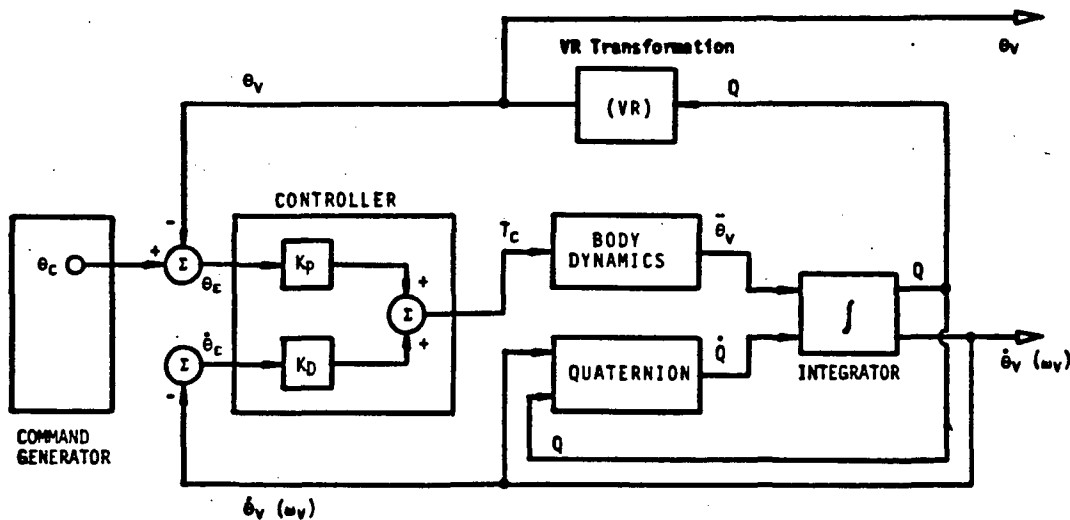 θV
VR Transformation
θV
(VR)
Q
CONTROLLER
-
+
θC
Σ
θε
KP
+
Σ
+
TC
BODY
DYNAMICS
θ̈V
∫
Q
INTEGRATOR
Σ
-
θ̇ε
KD
QUATERNION
Q̇
Q
θ̇V (ωV)
COMMAND
GENERATOR
θ̇V (ωV)